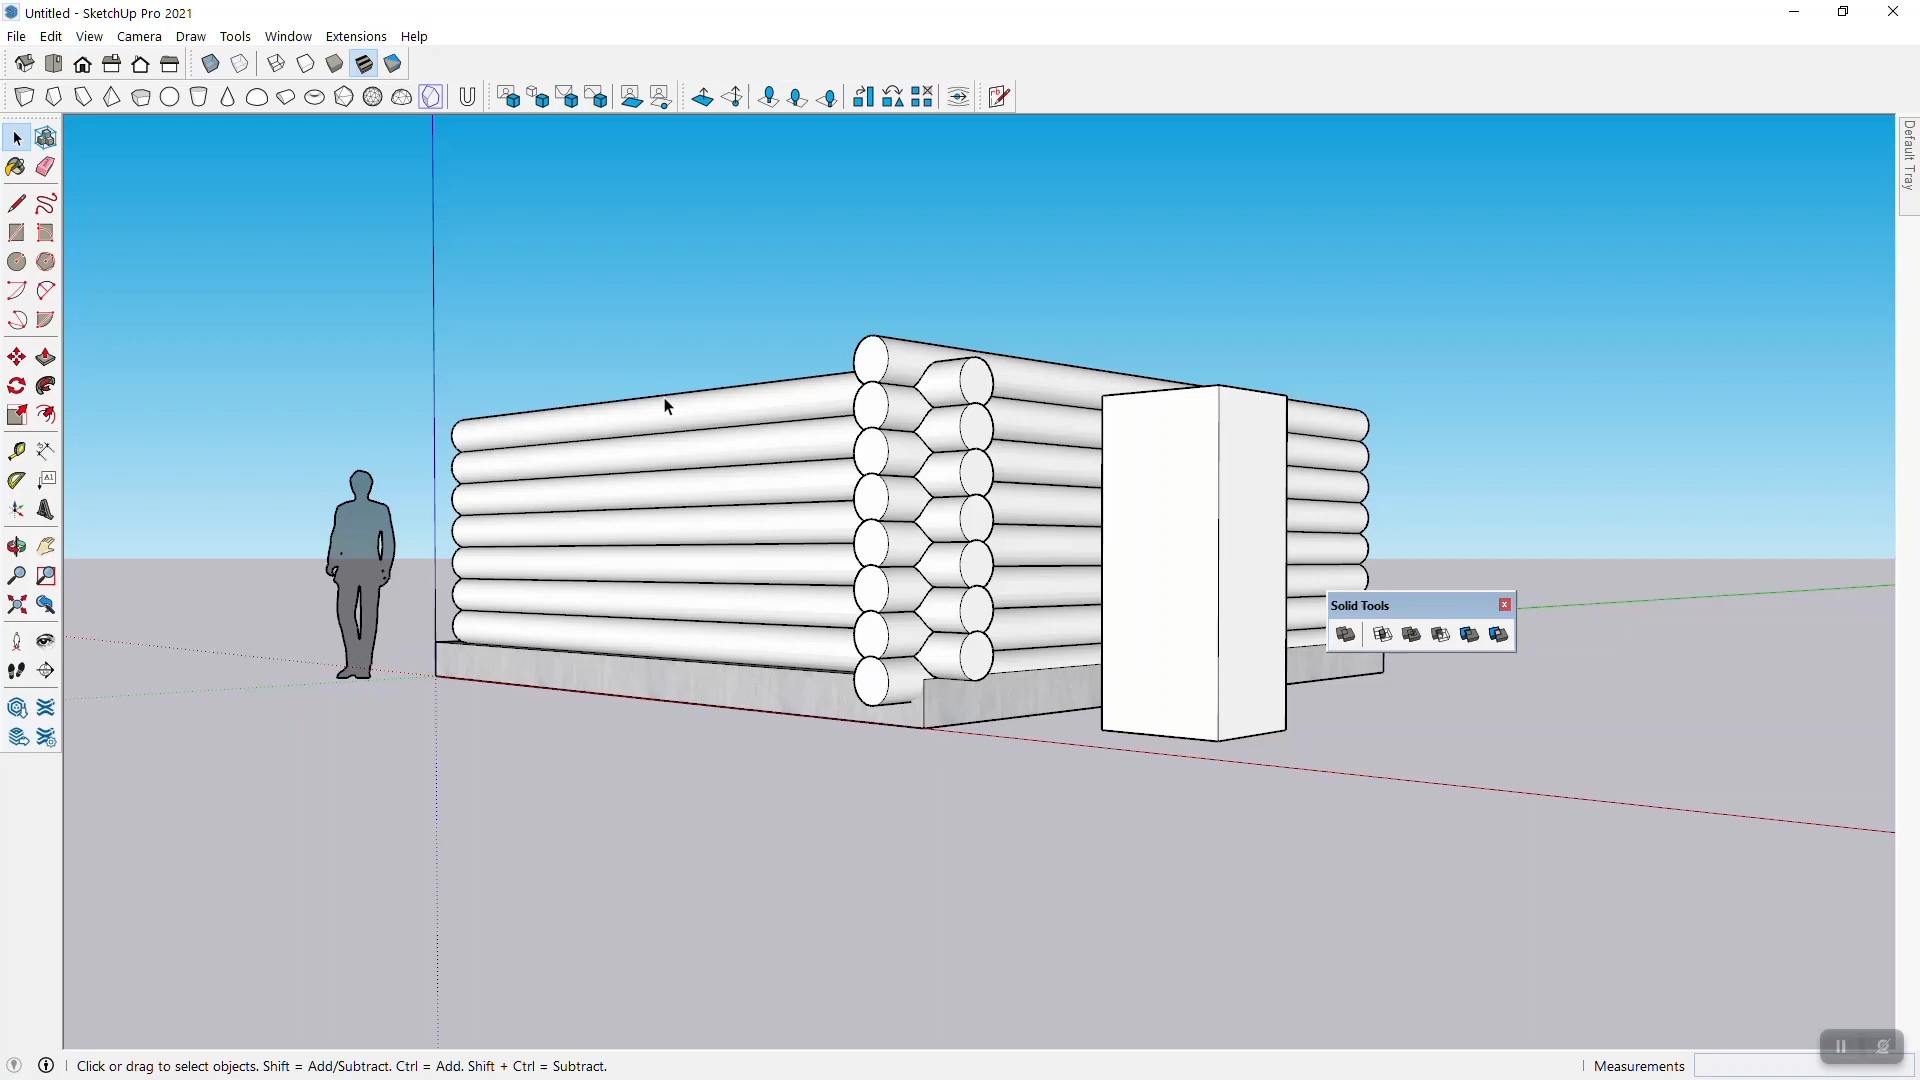 Untitled - SketchUp Pro 2021
File Edit View Camera Draw Tools Window Extensions Help
Default Tray
A1
Solid Tools
Click or drag to select objects. Shift = Add/Subtract. Ctrl = Add. Shift + Ctrl = Subtract.
Measurements